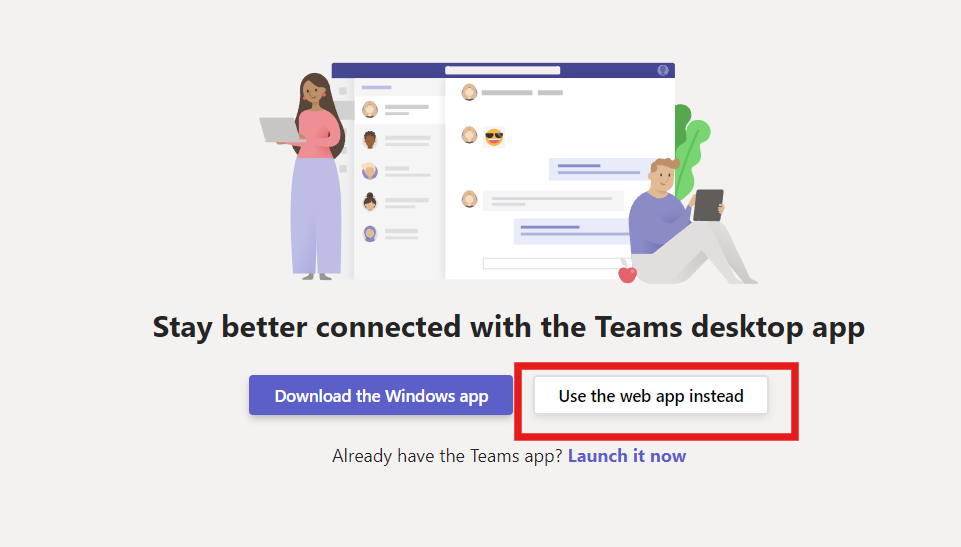 Stay better connected with the Teams desktop app
Download the Windows app
Use the web app instead
Already have the Teams app? Launch it now